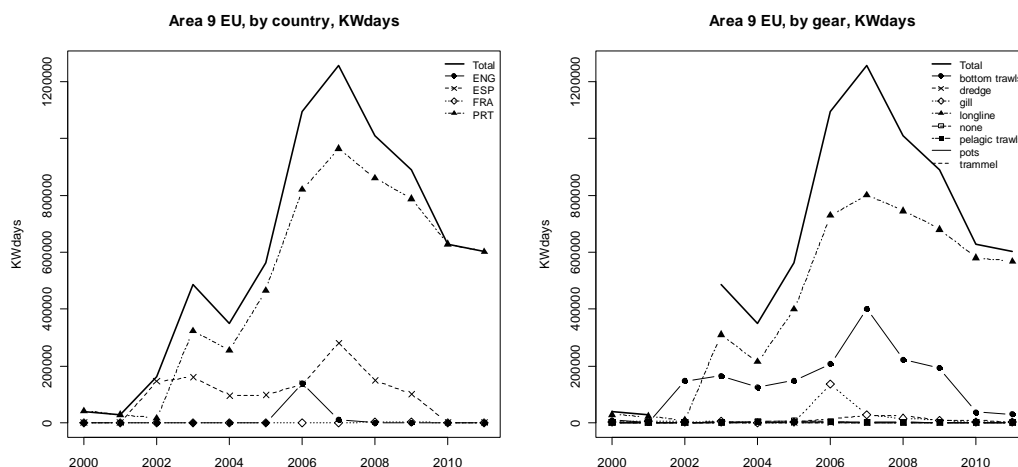 Area 9 EU, by country, KWdays
KWdays
0
200000
400000
600000
800000
1200000
2000
2002
2004
2006
2008
2010
Total
ENG
ESP
FRA
PRT
Area 9 EU, by gear, KWdays
KWdays
0
200000
400000
600000
800000
1200000
2000
2002
2004
2006
2008
2010
Total
bottom trawls
dredge
gill
longline
none
pelagic trawl
pots
trammel